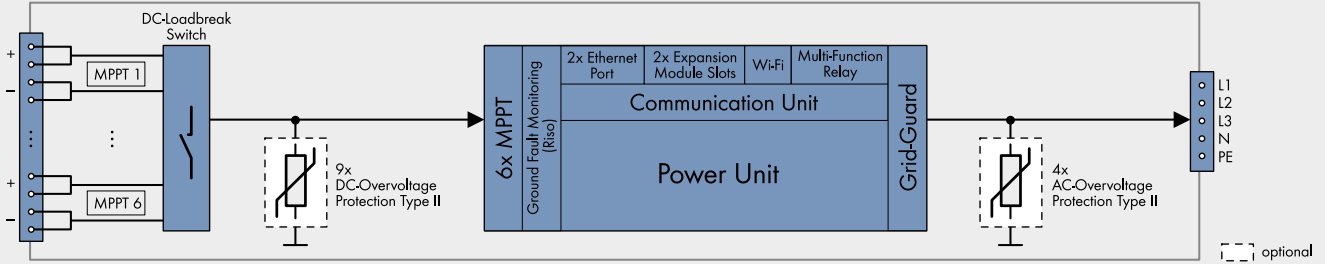 DC-Loadbreak
Switch
+
MPPT 1
–
⋮
⋮
+
MPPT 6
–
9x
DC-Overvoltage
Protection Type II
6x MPPT
Ground Fault Monitoring
(Riso)
2x Ethernet
Port
2x Expansion
Module Slots
Wi-Fi
Multi-Function
Relay
Communication Unit
Power Unit
Grid-Guard
4x
AC-Overvoltage
Protection Type II
L1
L2
L3
N
PE
optional